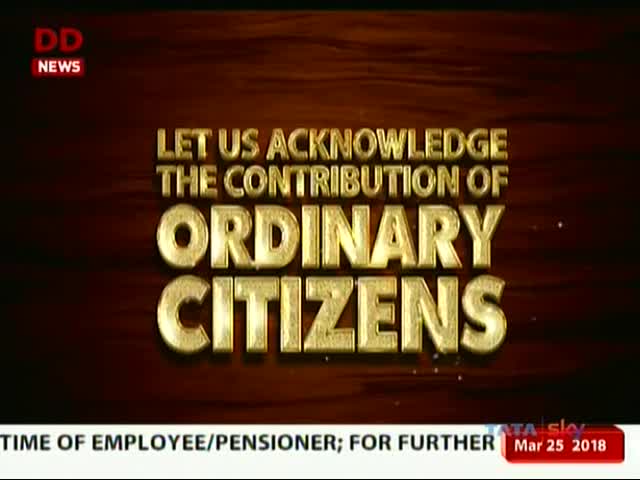 DD
NEWS
LET US ACKNOWLEDGE
THE CONTRIBUTION OF
ORDINARY
CITIZENS
TIME OF EMPLOYEE/PENSIONER; FOR FURTHER
TATA sky
Mar 25 2018